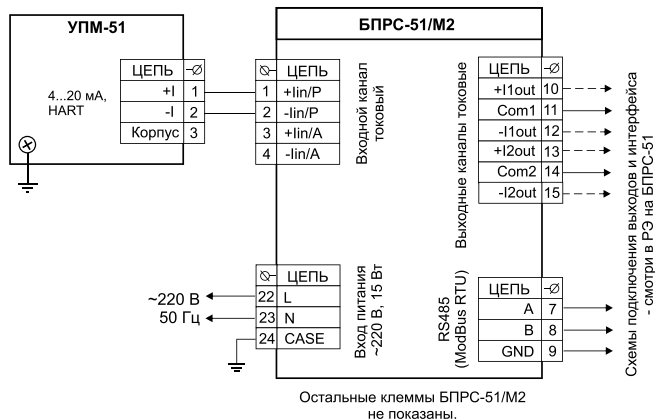 УПМ-51
4...20 мА,
HART
ЦЕПЬ
+I 1
-I 2
Корпус 3
БПРС-51/М2
ЦЕПЬ
1 +Iin/P
2 -Iin/P
3 +Iin/A
4 -Iin/A
Входной канал
токовый
Выходные каналы токовые
ЦЕПЬ
+I1out 10
Com1 11
-I1out 12
+I2out 13
Com2 14
-I2out 15
ЦЕПЬ
22 L
23 N
24 CASE
~220 В
50 Гц
Вход питания
~220 В, 15 Вт
RS485
(ModBus RTU)
ЦЕПЬ
A 7
B 8
GND 9
Схемы подключения выходов и интерфейса
- смотри в РЭ на БПРС-51
Остальные клеммы БПРС-51/М2
не показаны.